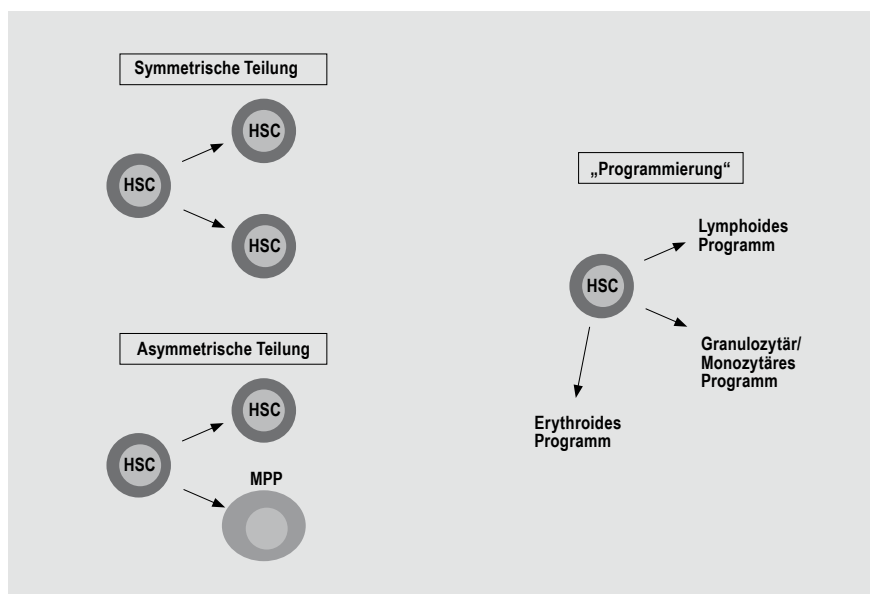 Symmetrische Teilung
HSC
HSC
HSC
Asymmetrische Teilung
HSC
HSC
MPP
„Programmierung“
HSC
Lymphoides
Programm
Granulozytär/
Monozytäres
Programm
Erythroides
Programm